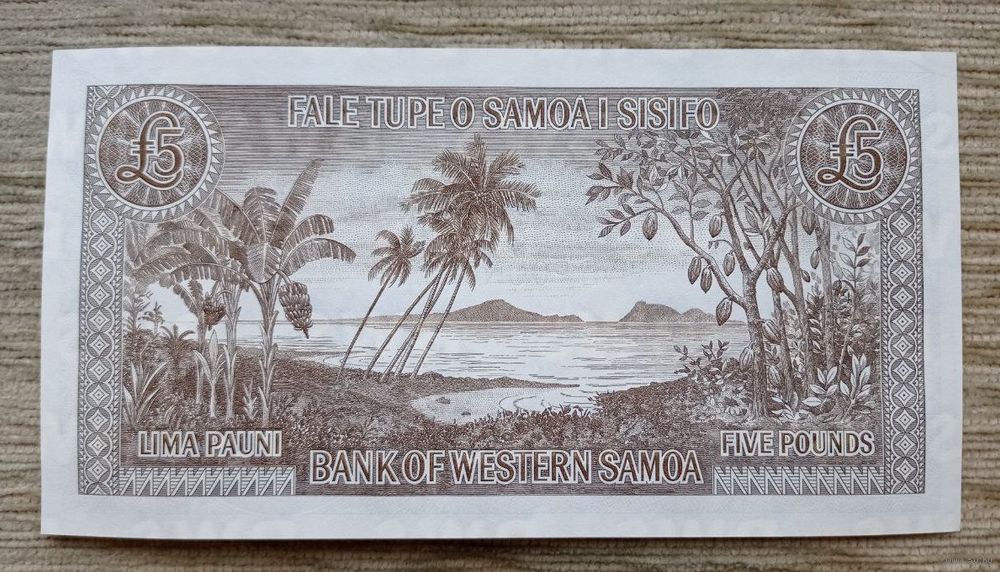 FALE TUPE O SAMOA I SISIFO
£5
£5
LIMA PAUNI
FIVE POUNDS
BANK OF WESTERN SAMOA